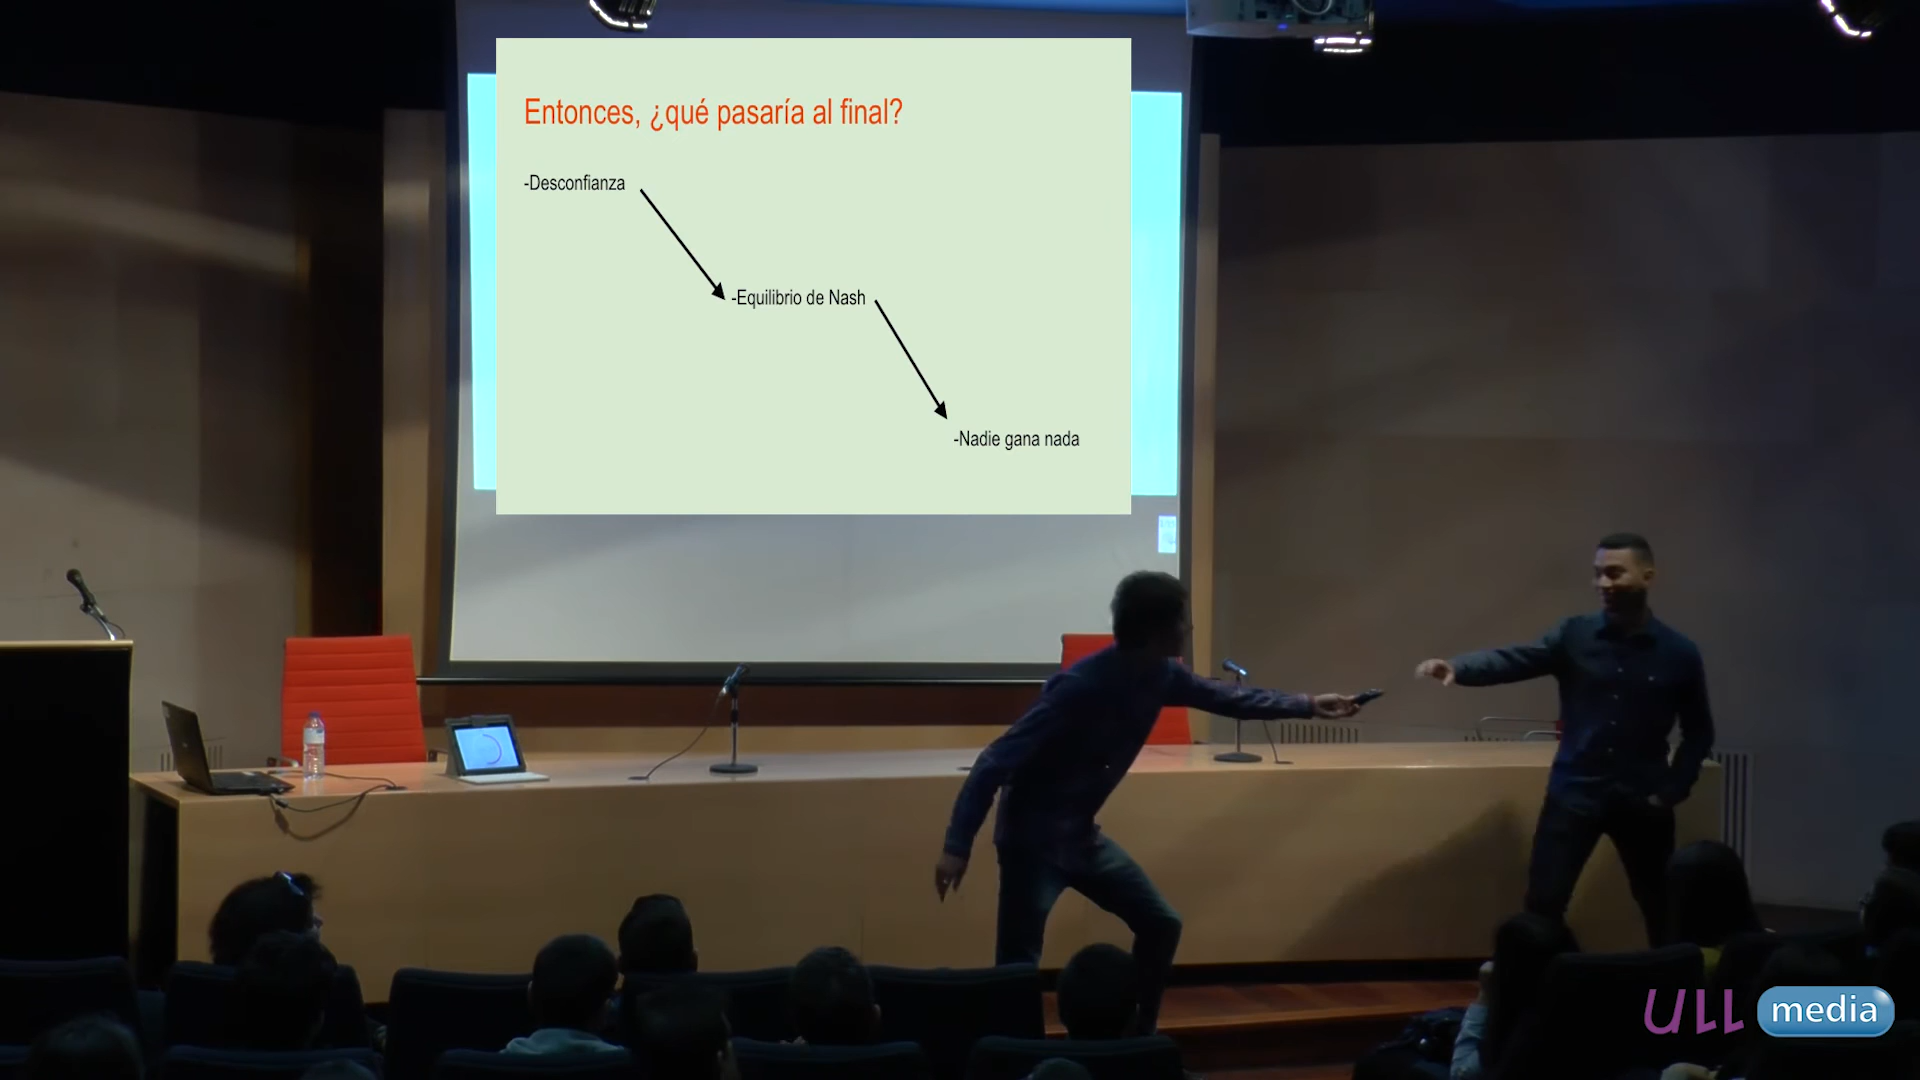 Entonces, ¿qué pasaría al final?
-Desconfianza
-Equilibrio de Nash
-Nadie gana nada
ULL media